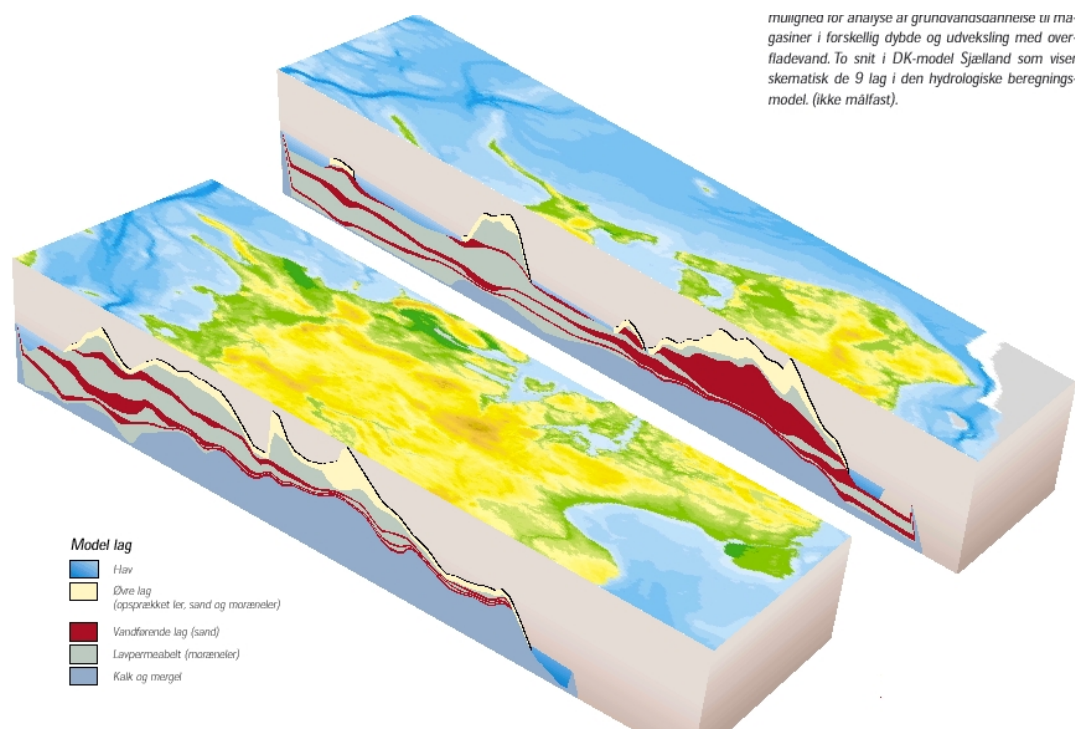 mulighed for analyse af grundvandsdannelse til ma-
gasiner i forskellig dybde og udveksling med over-
fladevand. To snit i DK-model Sjælland som viser
skematisk de 9 lag i den hydrologiske beregnings-
model. (ikke målfast).
Model lag
Hav
Øvre lag
(opsprækket ler, sand og moræneler)
Vandførende lag (sand)
Lavpermeabelt (moræneler)
Kalk og mergel